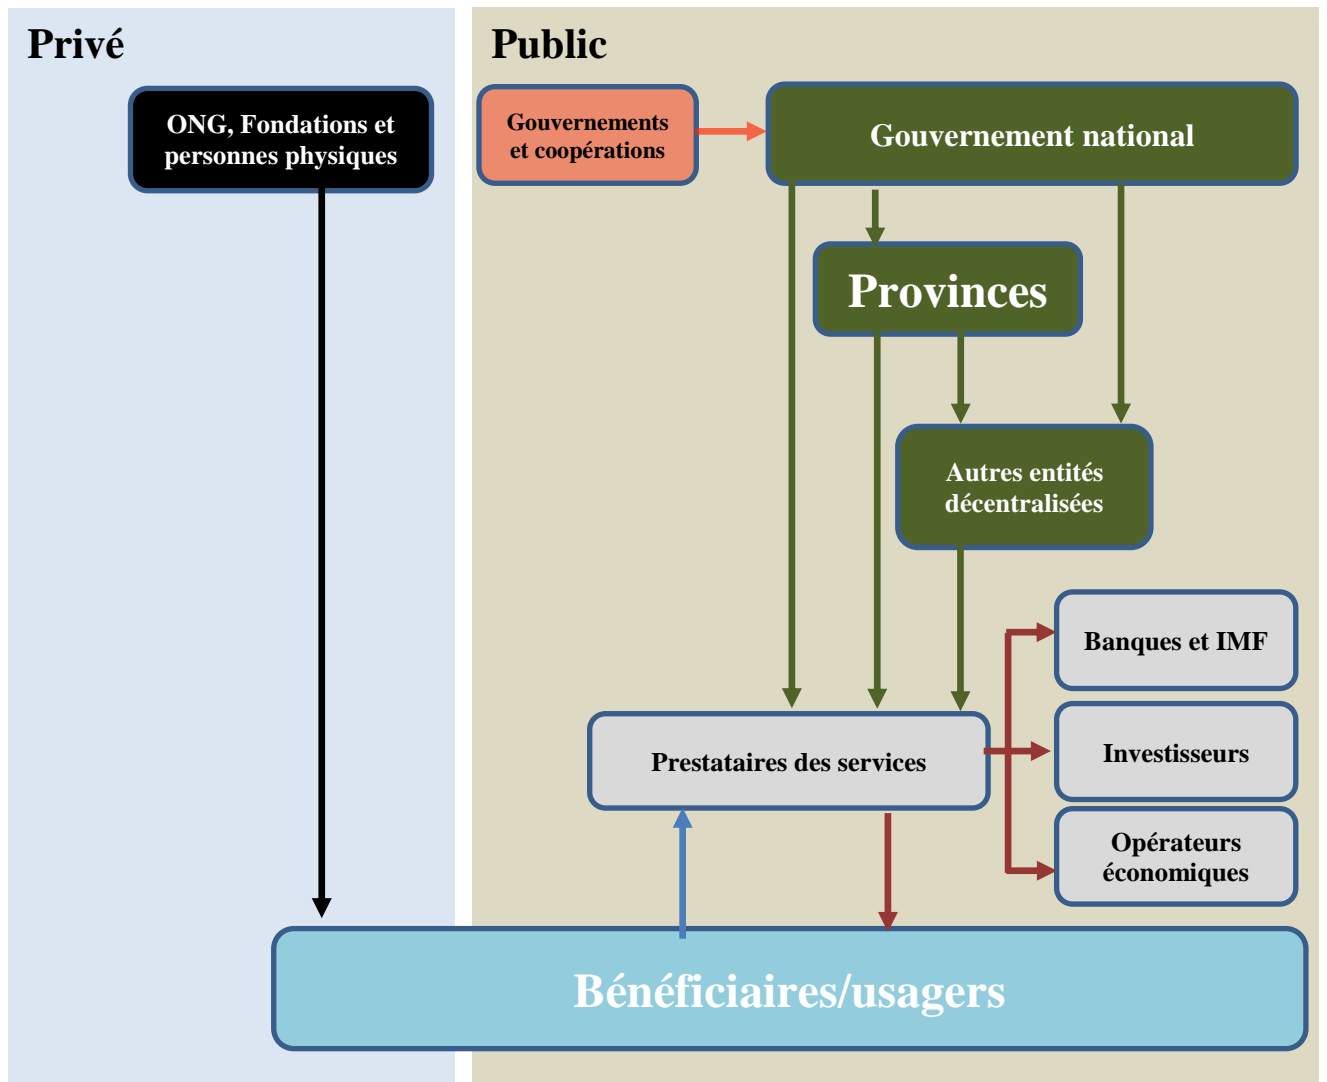 Privé
Public
ONG, Fondations et
personnes physiques
Gouvernements
et coopérations
Gouvernement national
Provinces
Autres entités
décentralisées
Banques et IMF
Prestataires des services
Investisseurs
Opérateurs
économiques
Bénéficiaires/usagers